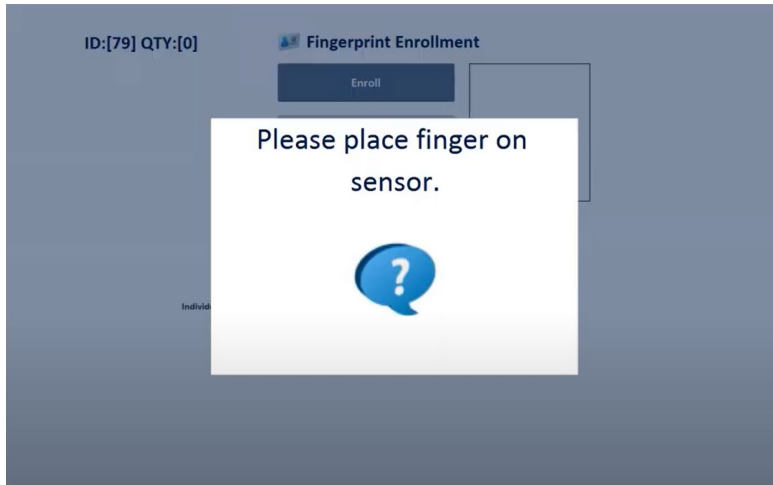 ID:[79] QTY:[0]
Fingerprint Enrollment
Enroll
Please place finger on
sensor.
?